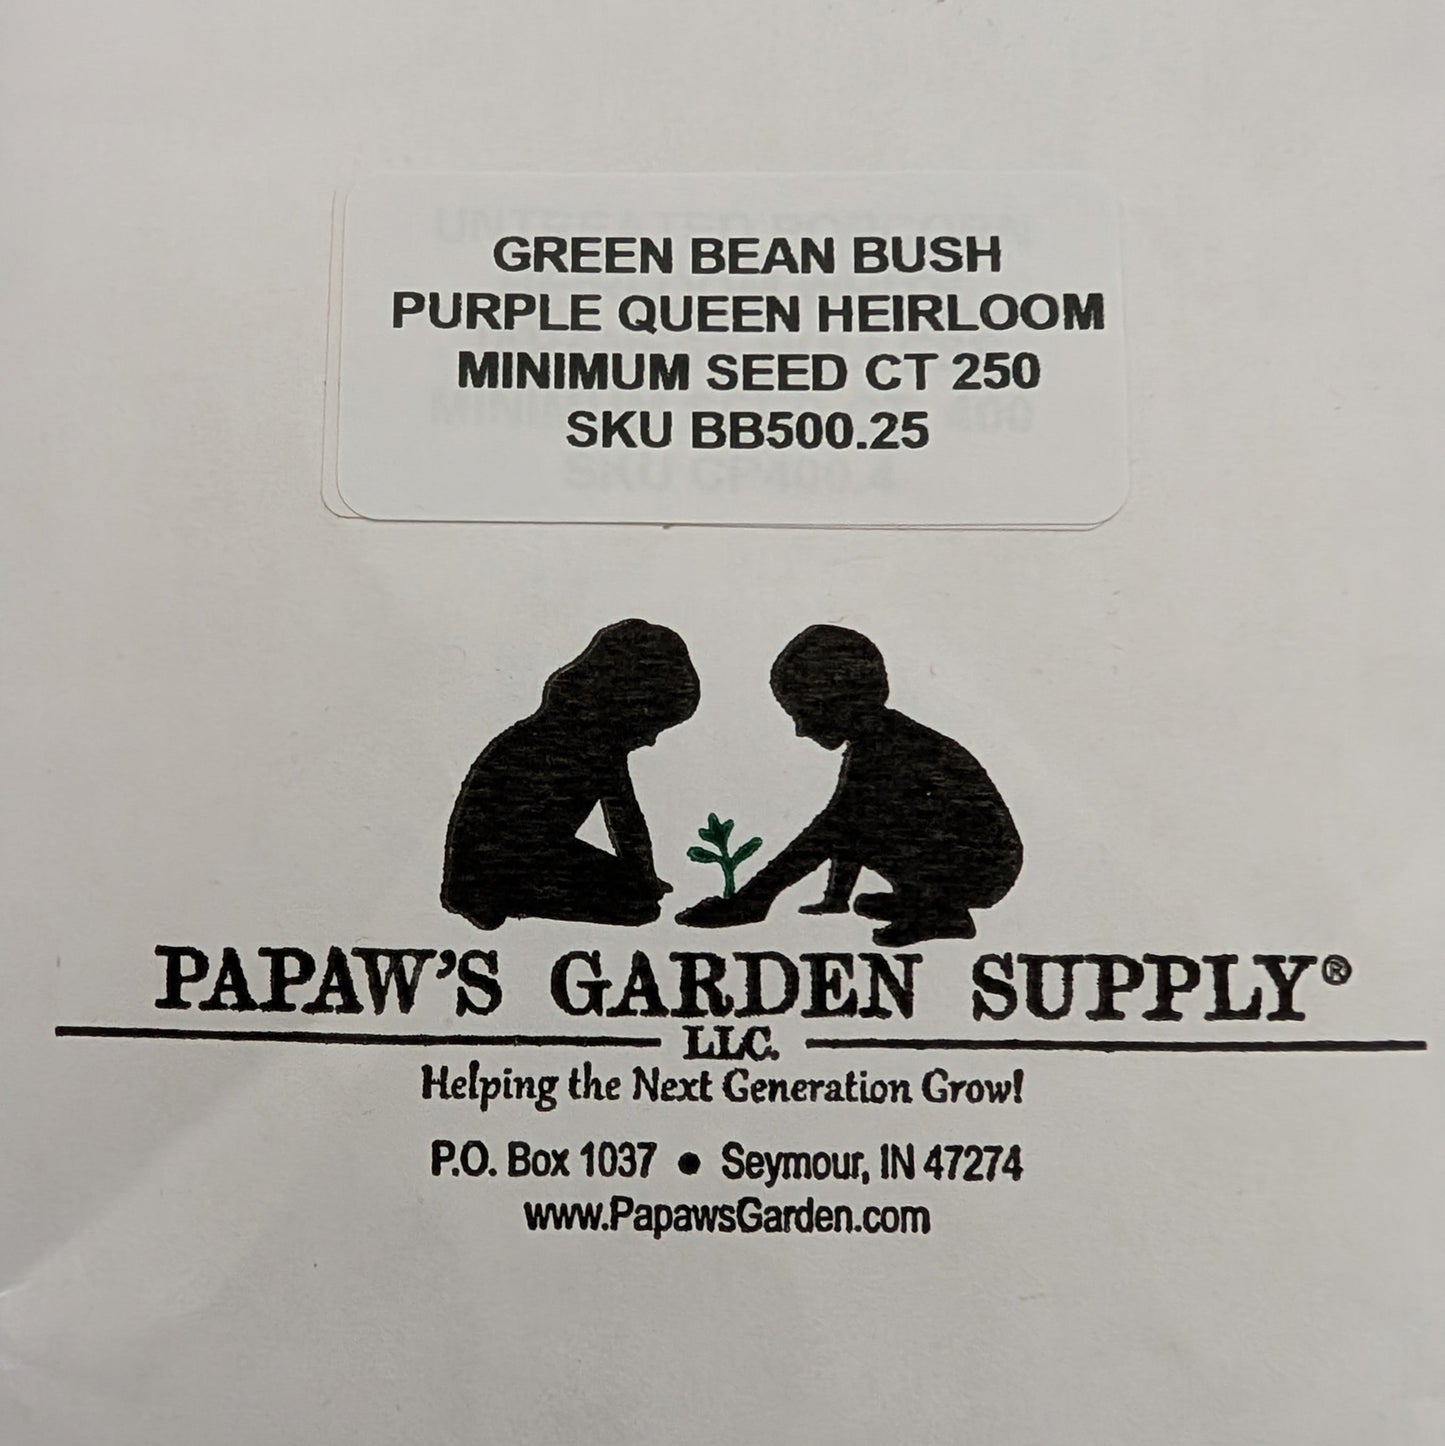 GREEN BEAN BUSH
PURPLE QUEEN HEIRLOOM
MINIMUM SEED CT 250
SKU BB500.25
PAPAW'S GARDEN SUPPLY®
LLC.
Helping the Next Generation Grow!
P.O. Box 1037 • Seymour, IN 47274
www.PapawsGarden.com